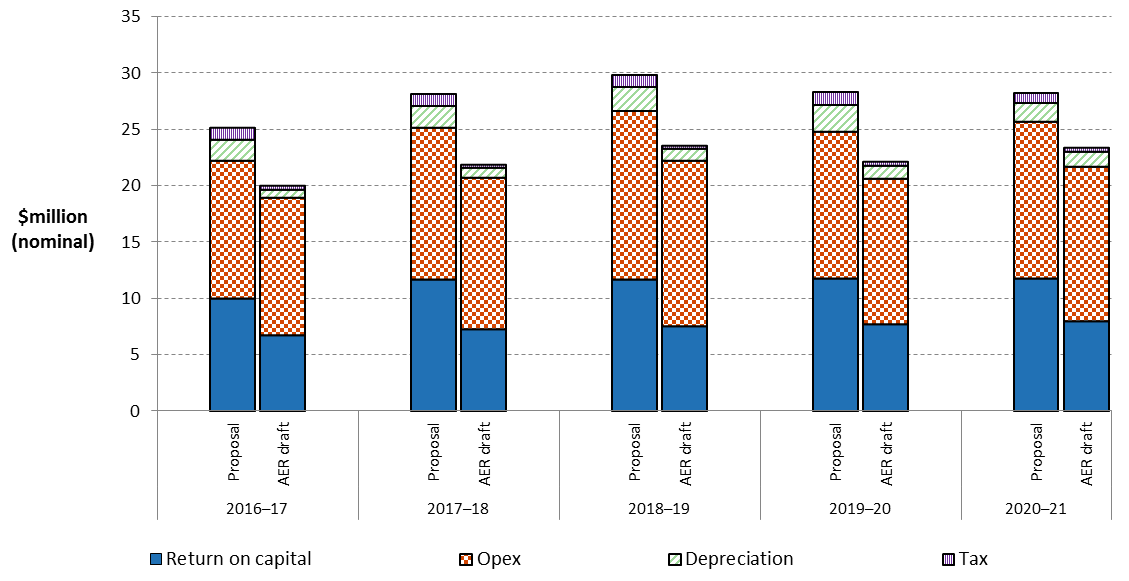 35
30
25
20
15
10
5
0
$million
(nominal)
Proposal
AER draft
Proposal
AER draft
Proposal
AER draft
Proposal
AER draft
Proposal
AER draft
2016–17
2017–18
2018–19
2019–20
2020–21
Return on capital
Opex
Depreciation
Tax